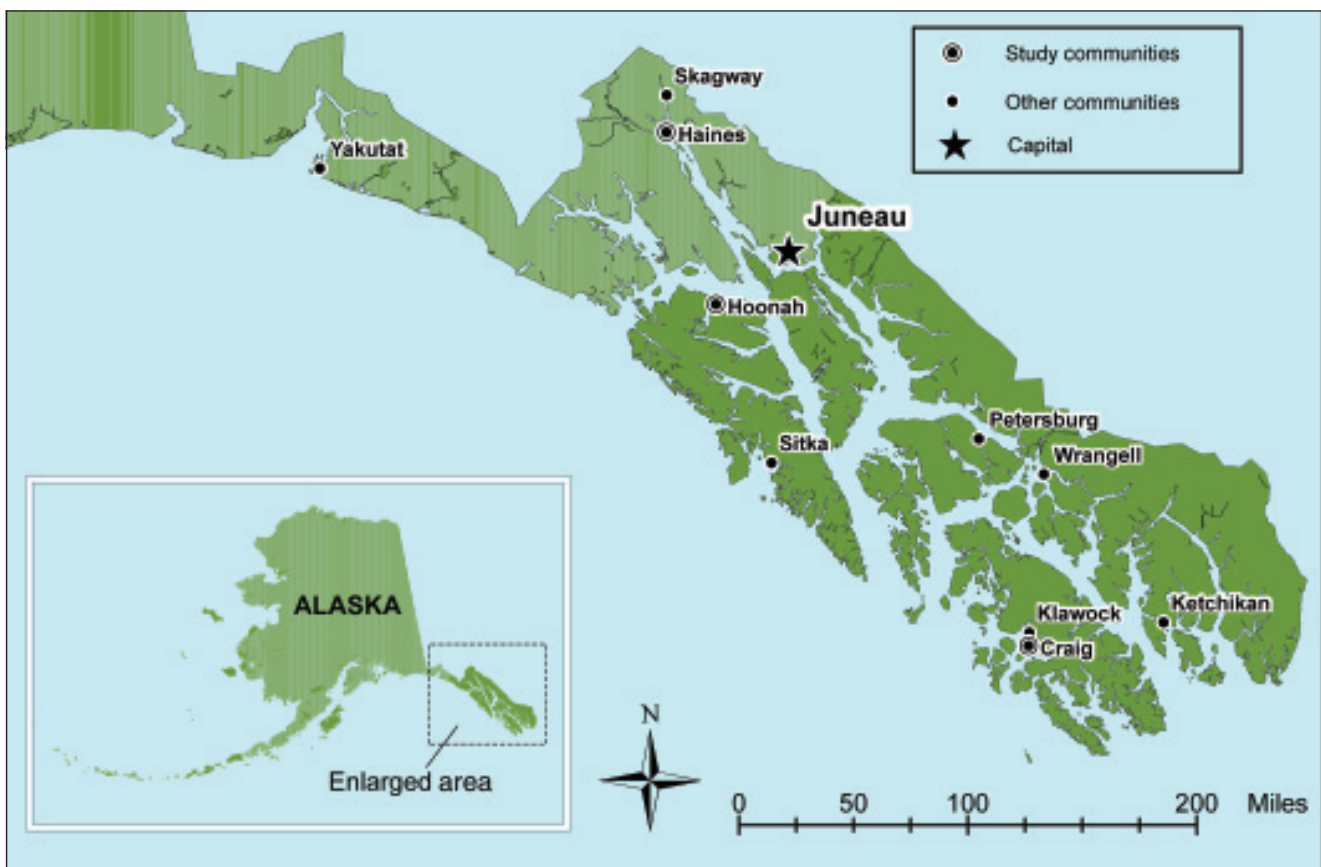 Study communities
Other communities
Capital
Skagway
Haines
Yakutat
Juneau
Hoonah
Petersburg
Sitka
Wrangell
Klawock
Ketchikan
Craig
ALASKA
Enlarged area
N
0 50 100 200 Miles